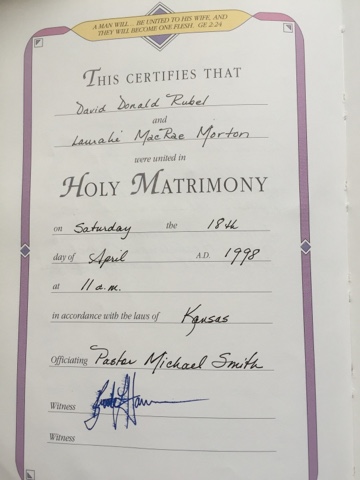 A MAN WILL... BE UNITED TO HIS WIFE, AND
THEY WILL BECOME ONE FLESH. GE 2:24
THIS CERTIFIES THAT
David Donald Rubel
and
MacRae Morton
were united in
HOLY MATRIMONY
on Saturday the 18th
day of April A.D. 1998
at 11 a.m.
in accordance with the laws of Kansas
Officiating Pastor Michael Smith
Witness
Witness